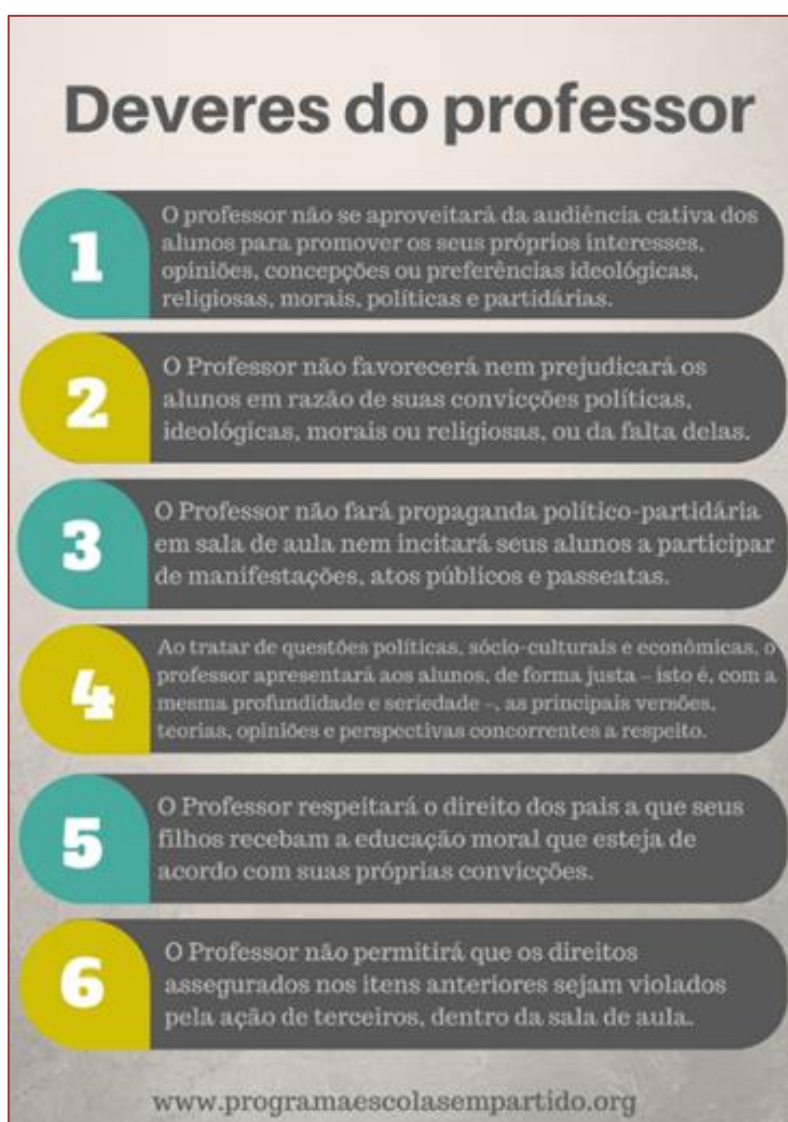 Deveres do professor
1
O professor não se aproveitará da audiência cativa dos
alunos para promover os seus próprios interesses,
opiniões, concepções ou preferências ideológicas,
religiosas, morais, políticas e partidárias.
2
O Professor não favorecerá nem prejudicará os
alunos em razão de suas convicções políticas,
ideológicas, morais ou religiosas, ou da falta delas.
3
O Professor não fará propaganda político-partidária
em sala de aula nem incitará seus alunos a participar
de manifestações, atos públicos e passeatas.
4
Ao tratar de questões políticas, sócio-culturais e econômicas, o
professor apresentará aos alunos, de forma justa – isto é, com a
mesma profundidade e seriedade –, as principais versões,
teorias, opiniões e perspectivas concorrentes a respeito.
5
O Professor respeitará o direito dos pais a que seus
filhos recebam a educação moral que esteja de
acordo com suas próprias convicções.
6
O Professor não permitirá que os direitos
assegurados nos itens anteriores sejam violados
pela ação de terceiros, dentro da sala de aula.
www.programaescolasempartido.org